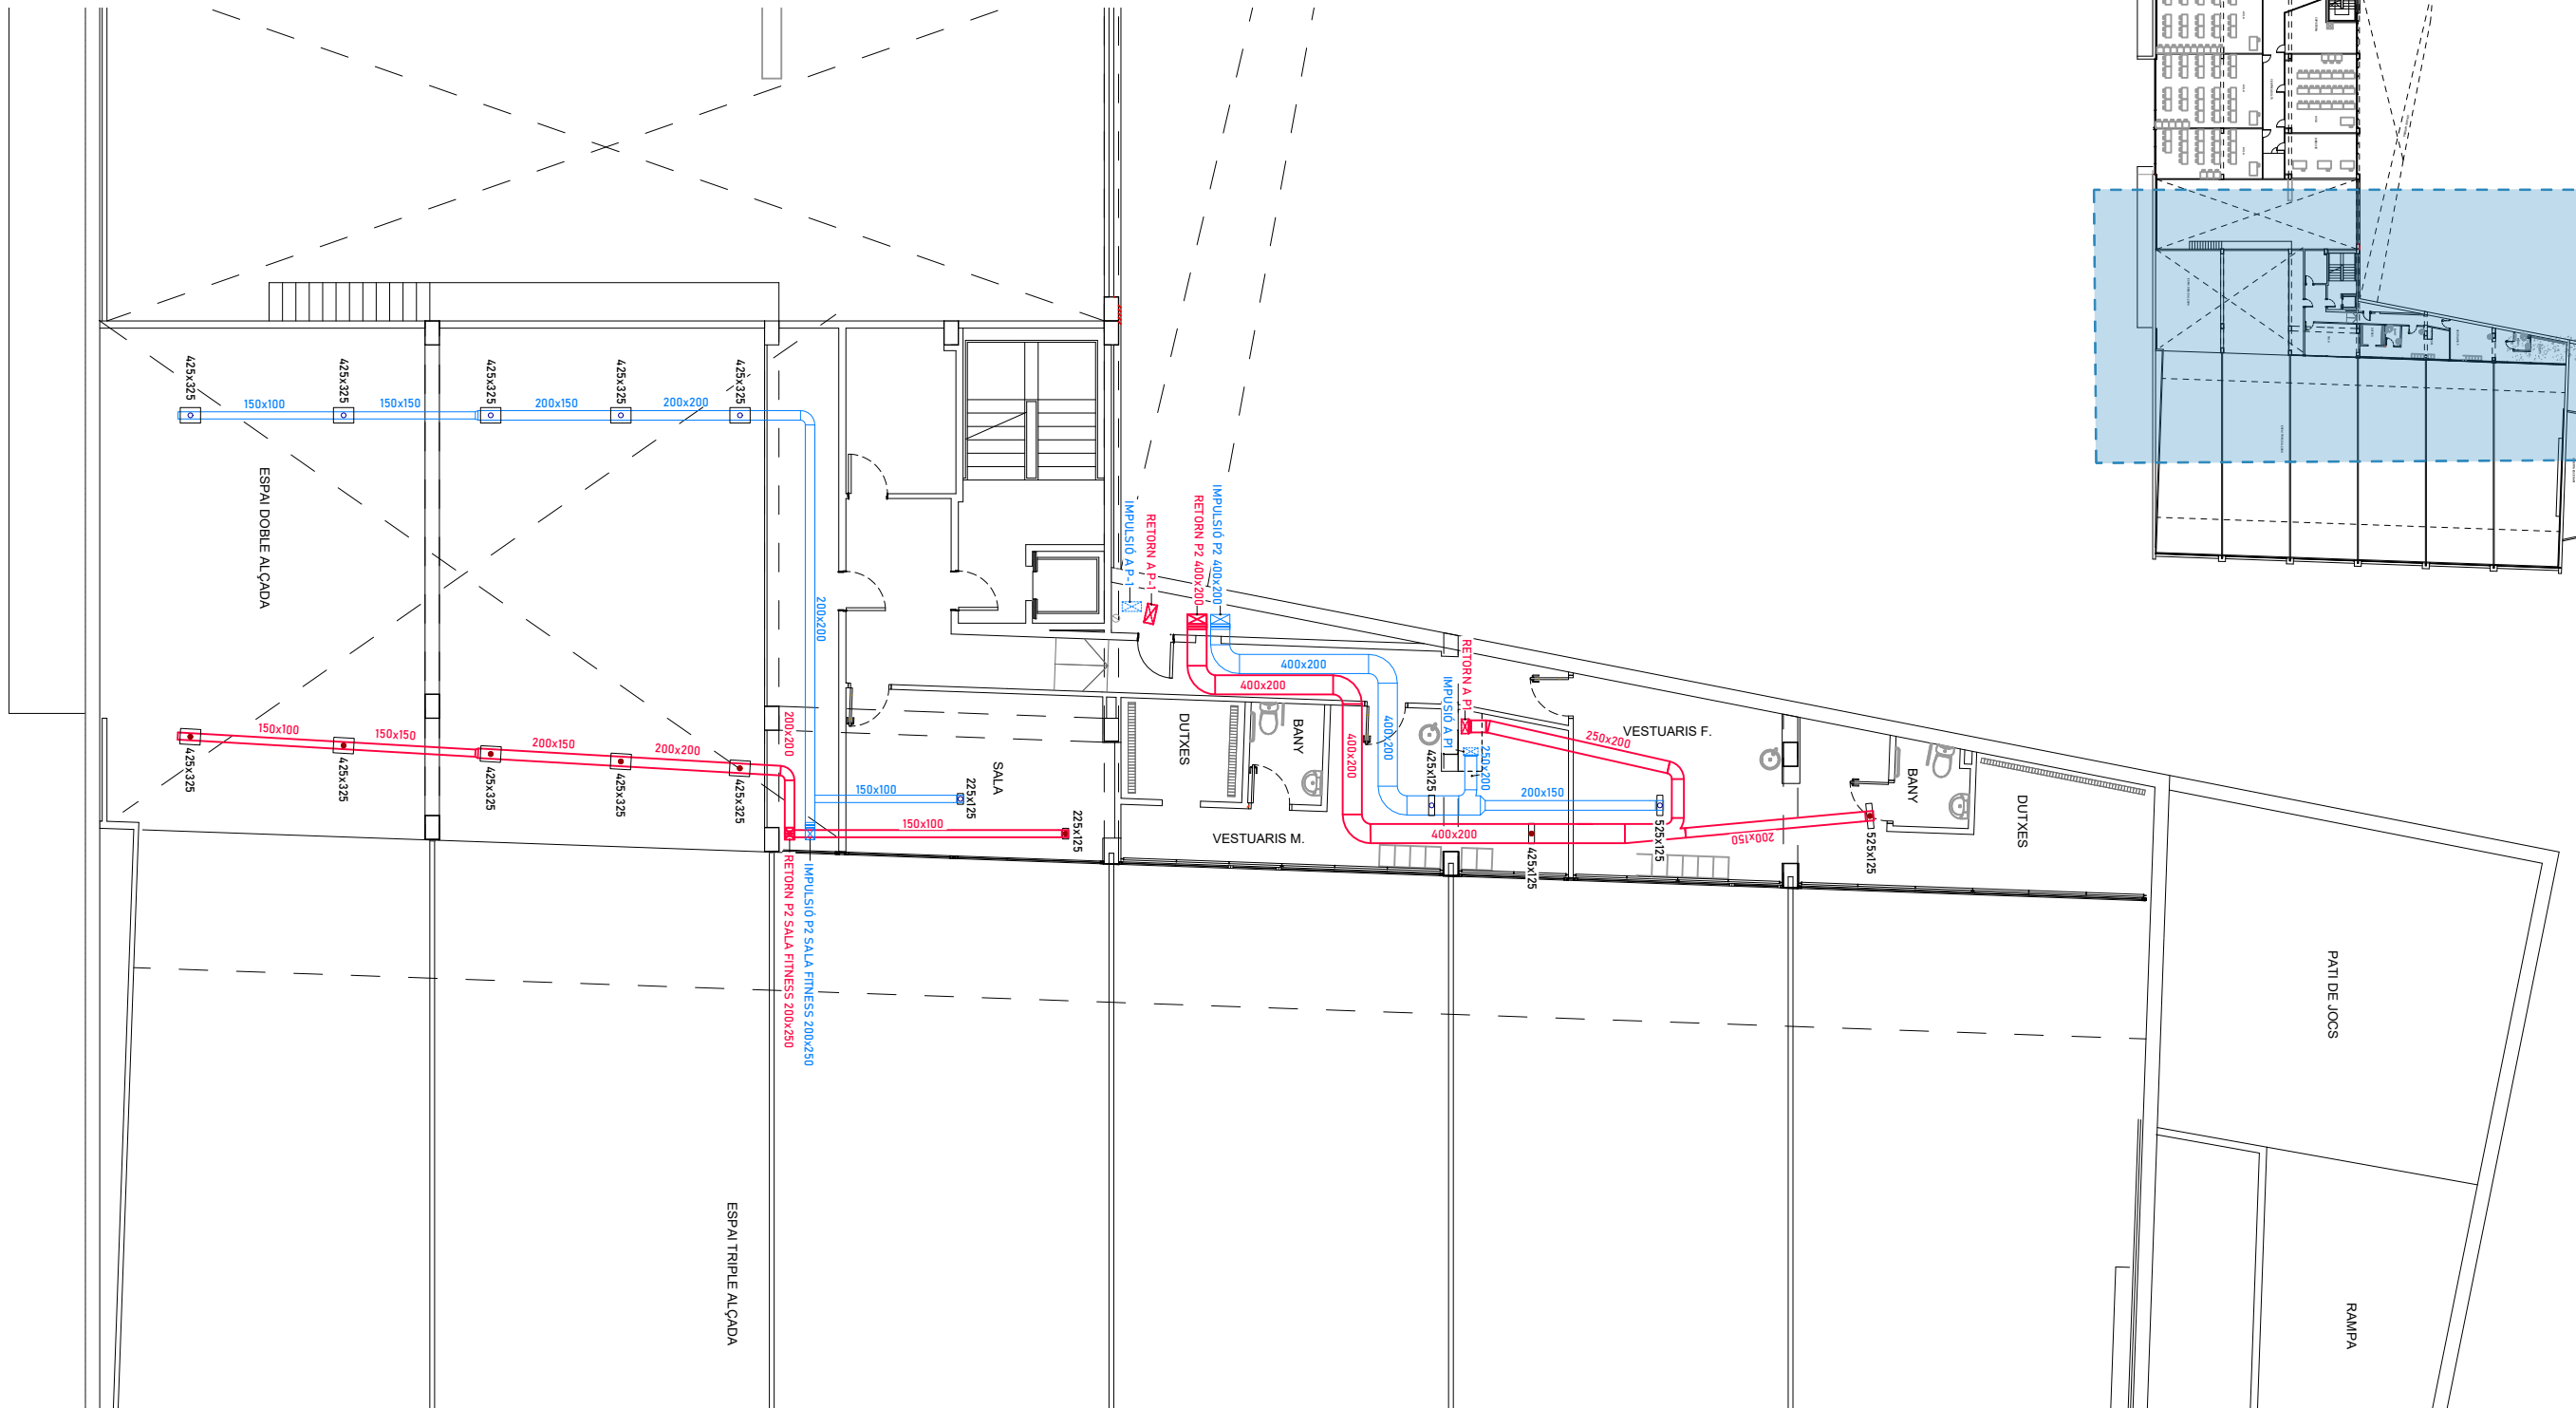 425x325
425x325
425x325
425x325
425x325
150x100
150x150
200x150
200x200
ESPAI DOBLE ALÇADA
200x200
IMPULSIÓ A P-1
RETORN A P-1
RETORN P2 400x200
IMPULSIÓ P2 400x200
150x100
150x150
200x150
200x200
200x200
425x325
425x325
425x325
425x325
425x325
SALA
150x100
225x125
150x100
225x125
RETORN P2 SALA FITNESS 200x250
IMPULSIÓ P2 SALA FITNESS 200x250
DUTXES
BANY
VESTUARIS M.
400x200
400x200
400x200
400x200
RETORN A P1
IMPUSIÓ A P1
250x200
425x125
200x150
400x200
425x125
250x200
VESTUARIS F.
525x125
200x150
525x125
BANY
DUTXES
PATI DE JOCS
RAMPA
ESPAI TRIPLE ALÇADA